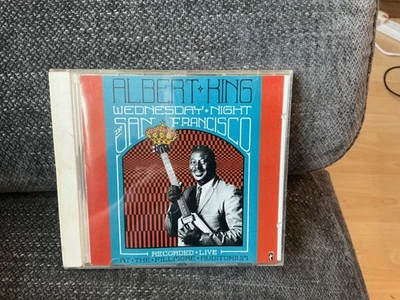 ALBERT KING
WEDNESDAY NIGHT
IN
SAN FRANCISCO
RECORDED LIVE
AT THE FILLMORE AUDITORIUM